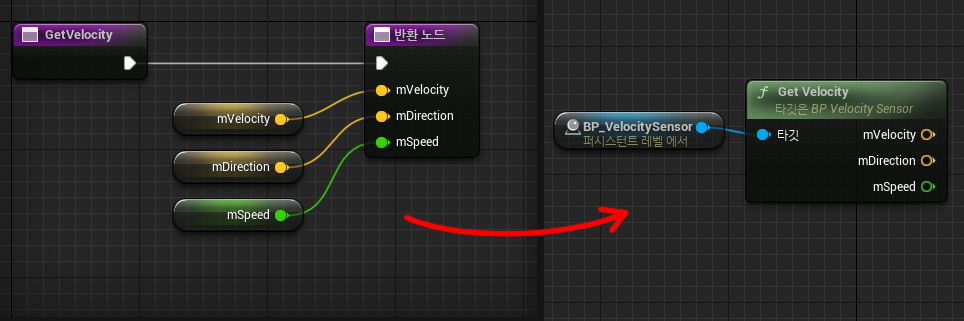 GetVelocity
반환 노드
mVelocity
mDirection
mSpeed
mVelocity
mDirection
mSpeed
BP_VelocitySensor
퍼시스턴트 레벨 에서
f Get Velocity
타깃은 BP Velocity Sensor
타깃
mVelocity
mDirection
mSpeed